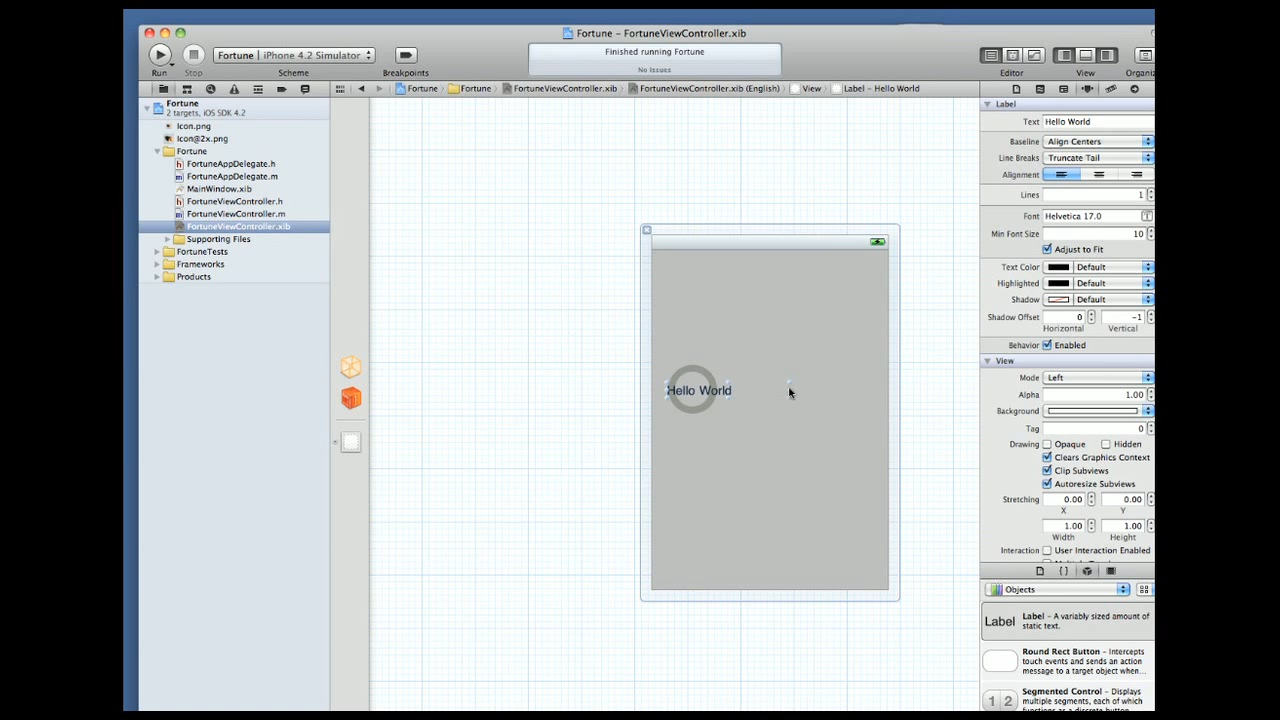 Fortune – FortuneViewController.xib
Fortune | iPhone 4.2 Simulator
Finished running Fortune
No Issues
Run
Stop
Scheme
Breakpoints
Editor
View
Organiz
Fortune
Fortune
FortuneViewController.xib
FortuneViewController.xib (English)
View
Label – Hello World
Fortune
2 targets, iOS SDK 4.2
Icon.png
Icon@2x.png
Fortune
FortuneAppDelegate.h
FortuneAppDelegate.m
MainWindow.xib
FortuneViewController.h
FortuneViewController.m
FortuneViewController.xib
Supporting Files
FortuneTests
Frameworks
Products
Hello World
Label
Text Hello World
Baseline Align Centers
Line Breaks Truncate Tail
Alignment
Lines 1
Font Helvetica 17.0 T
Min Font Size 10
Adjust to Fit
Text Color Default
Highlighted Default
Shadow Default
Shadow Offset 0 −1
Horizontal Vertical
Behavior Enabled
View
Mode Left
Alpha 1.00
Background
Tag 0
Drawing Opaque Hidden
Clears Graphics Context
Clip Subviews
Autoresize Subviews
Stretching 0.00 0.00
X Y
1.00 1.00
Width Height
Interaction User Interaction Enabled
Objects
Label
Label – A variably sized amount of
static text.
Round Rect Button – Intercepts
touch events and sends an action
message to a target object when...
1 2
Segmented Control – Displays
multiple segments, each of which
functions as a discrete button